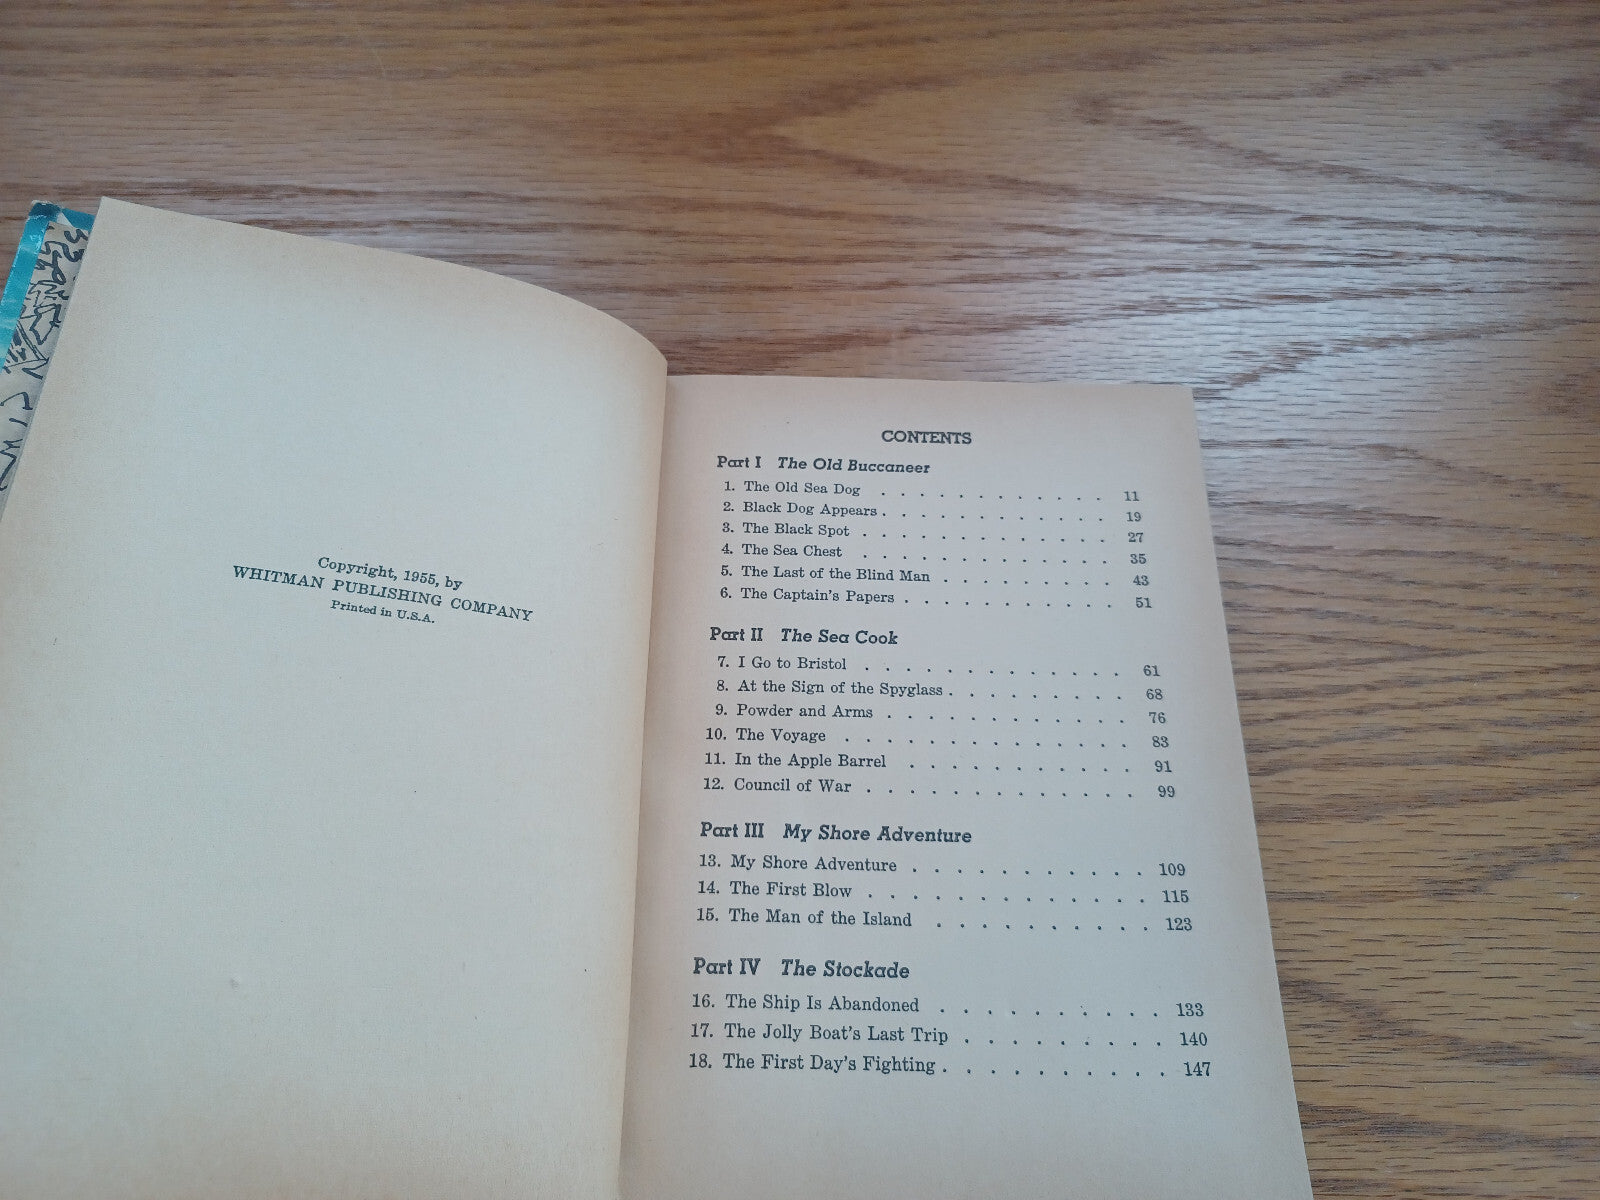 Copyright, 1955, by
WHITMAN PUBLISHING COMPANY
Printed in U.S.A.
CONTENTS
Part I The Old Buccaneer
1. The Old Sea Dog . . . . . . . . . . . . 11
2. Black Dog Appears . . . . . . . . . . . . 19
3. The Black Spot . . . . . . . . . . . . . 27
4. The Sea Chest . . . . . . . . . . . . . 35
5. The Last of the Blind Man . . . . . . . . . 43
6. The Captain's Papers . . . . . . . . . . . 51
Part II The Sea Cook
7. I Go to Bristol . . . . . . . . . . . . . 61
8. At the Sign of the Spyglass . . . . . . . . . 68
9. Powder and Arms . . . . . . . . . . . . 76
10. The Voyage . . . . . . . . . . . . . . 83
11. In the Apple Barrel . . . . . . . . . . . 91
12. Council of War . . . . . . . . . . . . . 99
Part III My Shore Adventure
13. My Shore Adventure . . . . . . . . . . . 109
14. The First Blow . . . . . . . . . . . . . 115
15. The Man of the Island . . . . . . . . . . 123
Part IV The Stockade
16. The Ship Is Abandoned . . . . . . . . . . 133
17. The Jolly Boat's Last Trip . . . . . . . . . 140
18. The First Day's Fighting . . . . . . . . . . 147